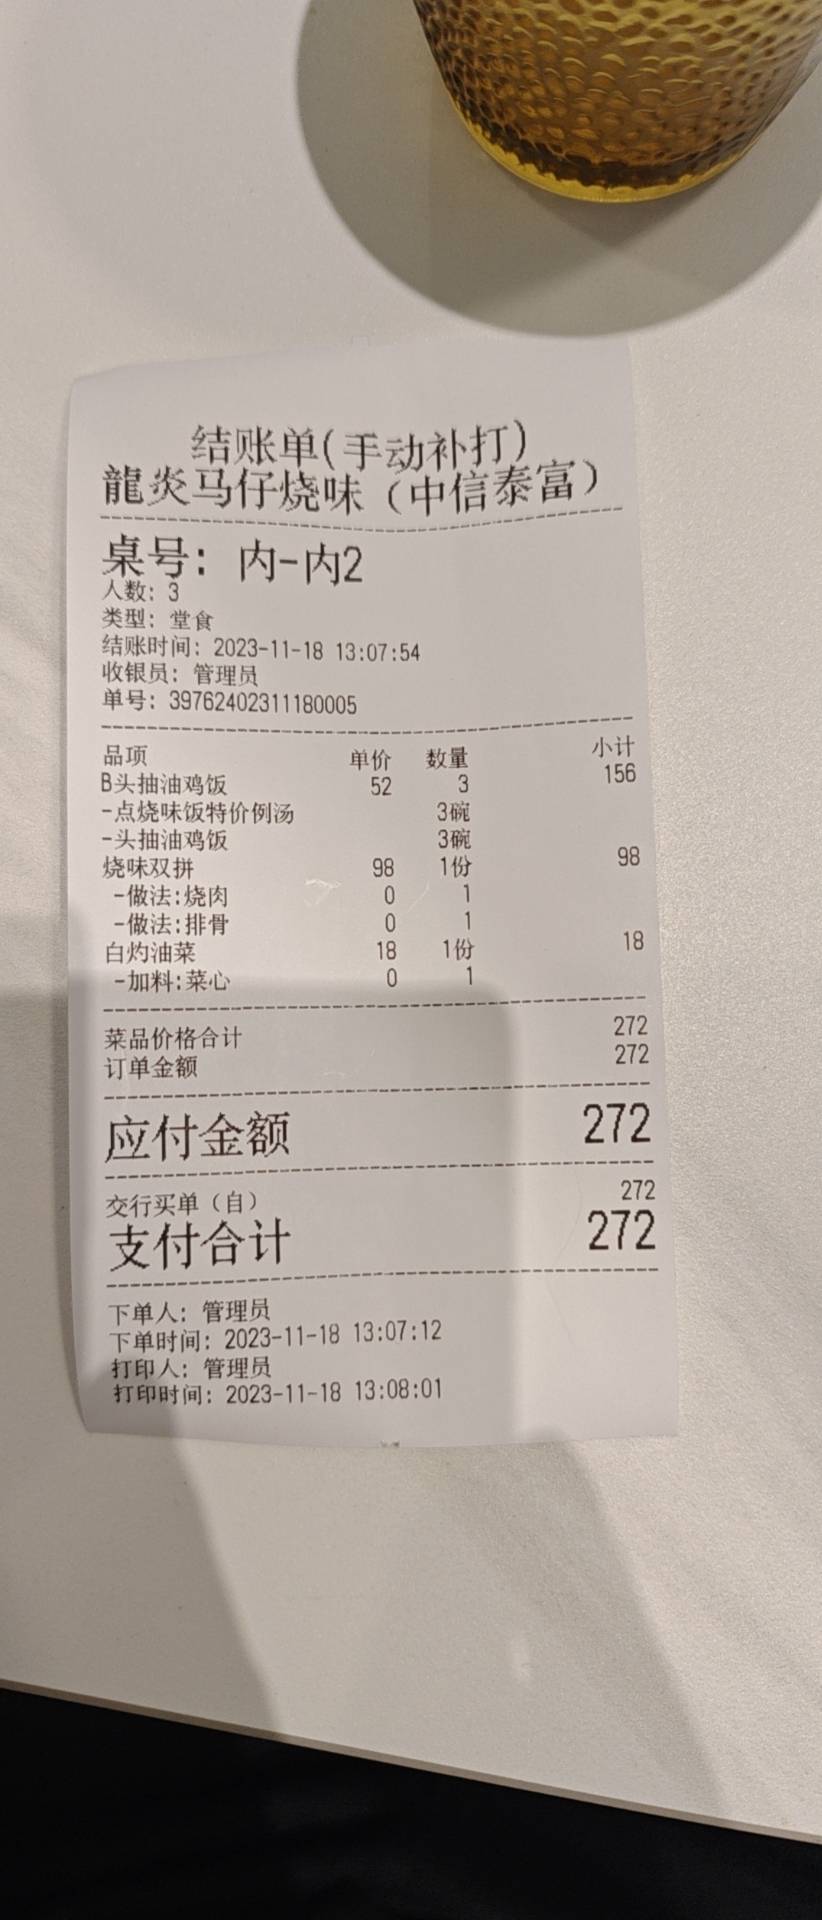 结账单(手动补打)
龍炎马仔烧味（中信泰富）
桌号: 内-内2
人数: 3
类型: 堂食
结账时间: 2023-11-18 13:07:54
收银员: 管理员
单号: 39762402311180005
品项 单价 数量 小计
B头抽油鸡饭 52 3 156
-点烧味饭特价例汤 3碗
-头抽油鸡饭 3碗
烧味双拼 98 1份 98
-做法:烧肉 0 1
-做法:排骨 0 1
白灼油菜 18 1份 18
-加料:菜心 0 1
菜品价格合计 272
订单金额 272
应付金额 272
交行买单（自） 272
支付合计 272
下单人: 管理员
下单时间: 2023-11-18 13:07:12
打印人: 管理员
打印时间: 2023-11-18 13:08:01